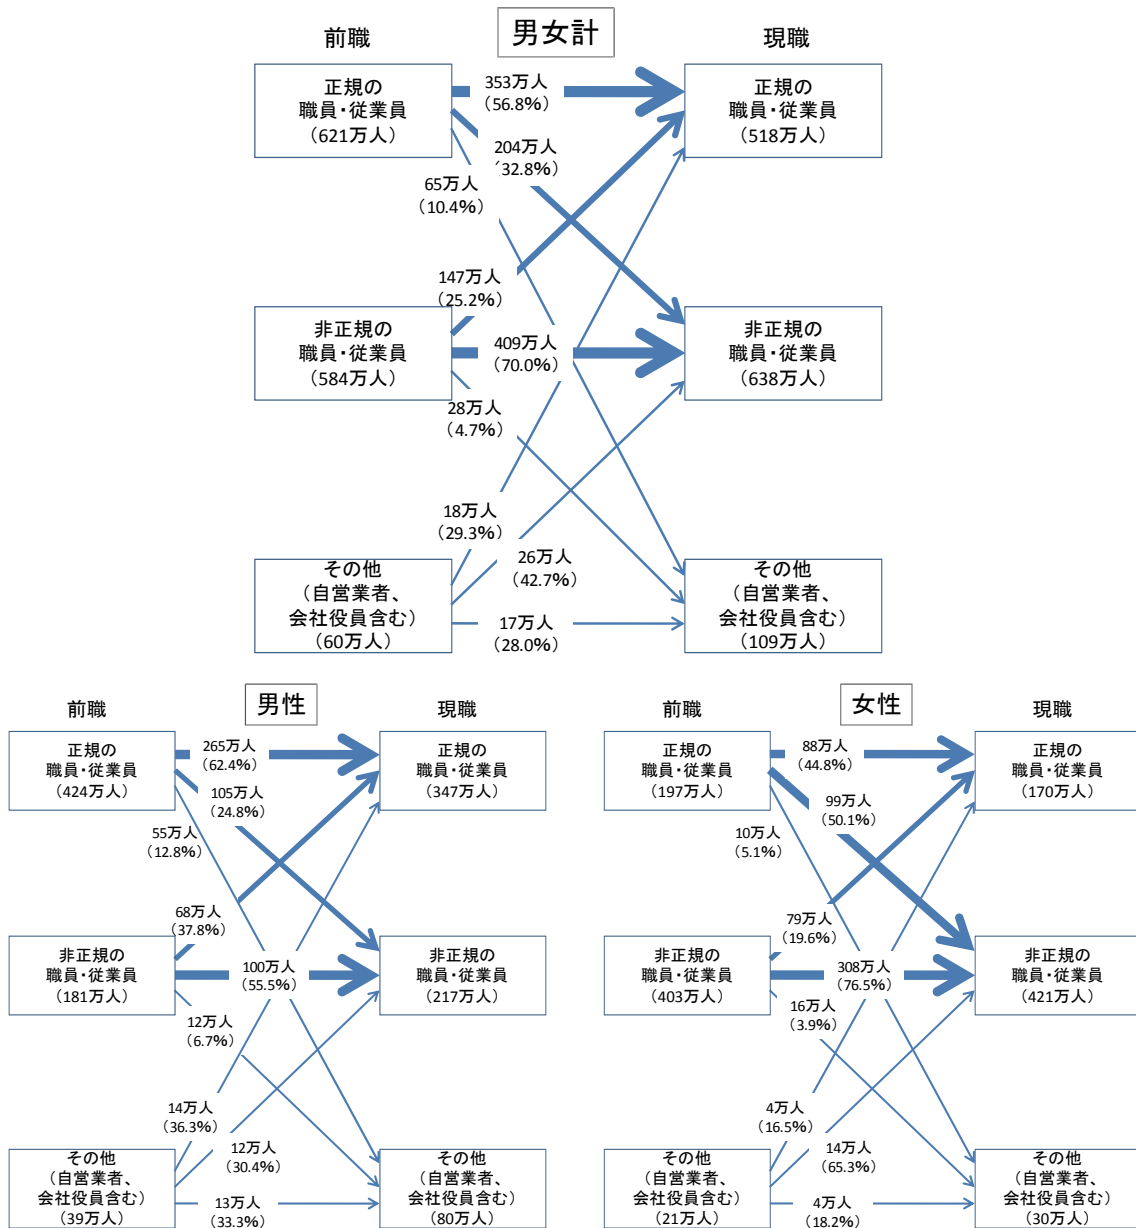 男女計
前職
現職
正規の
職員・従業員
(621万人)
353万人
(56.8%)
正規の
職員・従業員
(518万人)
204万人
(32.8%)
65万人
(10.4%)
147万人
(25.2%)
非正規の
職員・従業員
(584万人)
409万人
(70.0%)
非正規の
職員・従業員
(638万人)
28万人
(4.7%)
18万人
(29.3%)
26万人
(42.7%)
その他
(自営業者、
会社役員含む)
(60万人)
17万人
(28.0%)
その他
(自営業者、
会社役員含む)
(109万人)
男性
前職
現職
正規の
職員・従業員
(424万人)
265万人
(62.4%)
正規の
職員・従業員
(347万人)
105万人
(24.8%)
55万人
(12.8%)
68万人
(37.8%)
非正規の
職員・従業員
(181万人)
100万人
(55.5%)
非正規の
職員・従業員
(217万人)
12万人
(6.7%)
14万人
(36.3%)
12万人
(30.4%)
その他
(自営業者、
会社役員含む)
(39万人)
13万人
(33.3%)
その他
(自営業者、
会社役員含む)
(80万人)
女性
前職
現職
正規の
職員・従業員
(197万人)
88万人
(44.8%)
正規の
職員・従業員
(170万人)
99万人
(50.1%)
10万人
(5.1%)
79万人
(19.6%)
非正規の
職員・従業員
(403万人)
308万人
(76.5%)
非正規の
職員・従業員
(421万人)
16万人
(3.9%)
4万人
(16.5%)
14万人
(65.3%)
その他
(自営業者、
会社役員含む)
(21万人)
4万人
(18.2%)
その他
(自営業者、
会社役員含む)
(30万人)